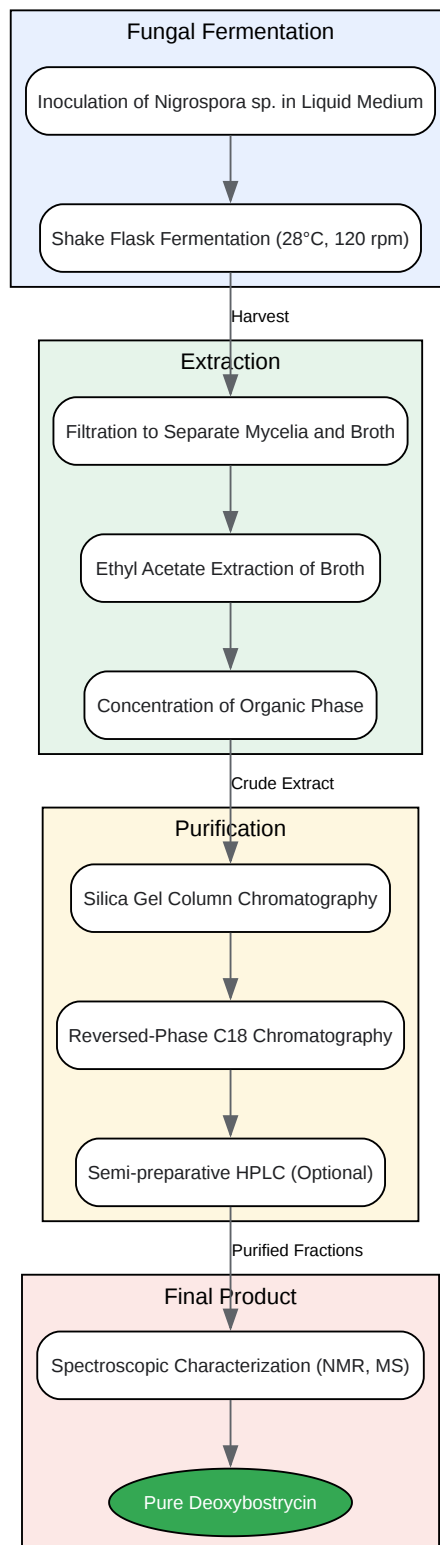 Fungal Fermentation
Inoculation of Nigrospora sp. in Liquid Medium
Shake Flask Fermentation (28°C, 120 rpm)
Harvest
Extraction
Filtration to Separate Mycelia and Broth
Ethyl Acetate Extraction of Broth
Concentration of Organic Phase
Crude Extract
Purification
Silica Gel Column Chromatography
Reversed-Phase C18 Chromatography
Semi-preparative HPLC (Optional)
Purified Fractions
Final Product
Spectroscopic Characterization (NMR, MS)
Pure Deoxybostrycin